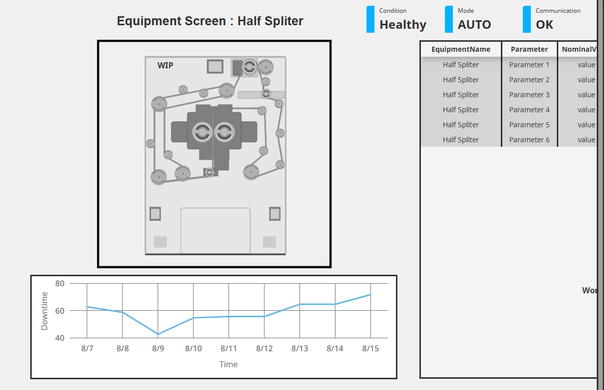 Equipment Screen : Half Spliter
Condition
Healthy
Mode
AUTO
Communication
OK
WIP
EquipmentName Parameter NominalV
Half Spliter Parameter 1 value
Half Spliter Parameter 2 value
Half Spliter Parameter 3 value
Half Spliter Parameter 4 value
Half Spliter Parameter 5 value
Half Spliter Parameter 6 value
Wor
80
60
40
Downtime
8/7 8/8 8/9 8/10 8/11 8/12 8/13 8/14 8/15
Time